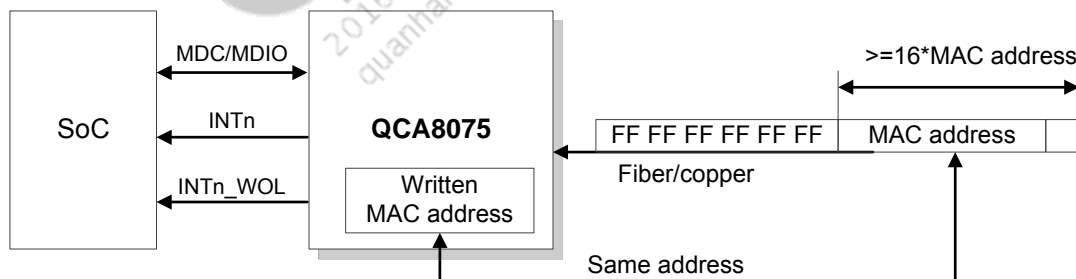 MDC/MDIO
>=16*MAC address
SoC
INTn
QCA8075
FF FF FF FF FF FF
MAC address
Fiber/copper
INTn_WOL
Written
MAC address
Same address